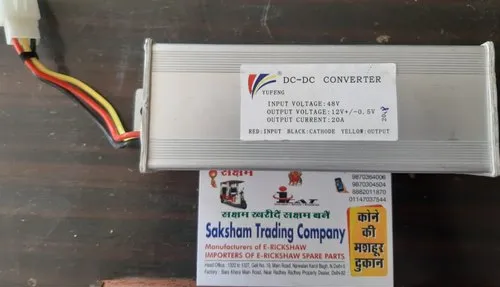 DC-DC CONVERTER
YUFENG
INPUT VOLTAGE:48V
OUTPUT VOLTAGE:12V+/-0.5V
OUTPUT CURRENT:20A
RED:INPUT BLACK:CATHODE YELLOW:OUTPUT
सक्षम
9870364006
9870304504
8882011870
01147037544
सक्षम खरीदें सक्षम बनें
Saksham Trading Company
Manufacturers of E-RICKSHAW
IMPORTERS OF E-RICKSHAW SPARE PARTS
कोने
की
मशहूर
दुकान